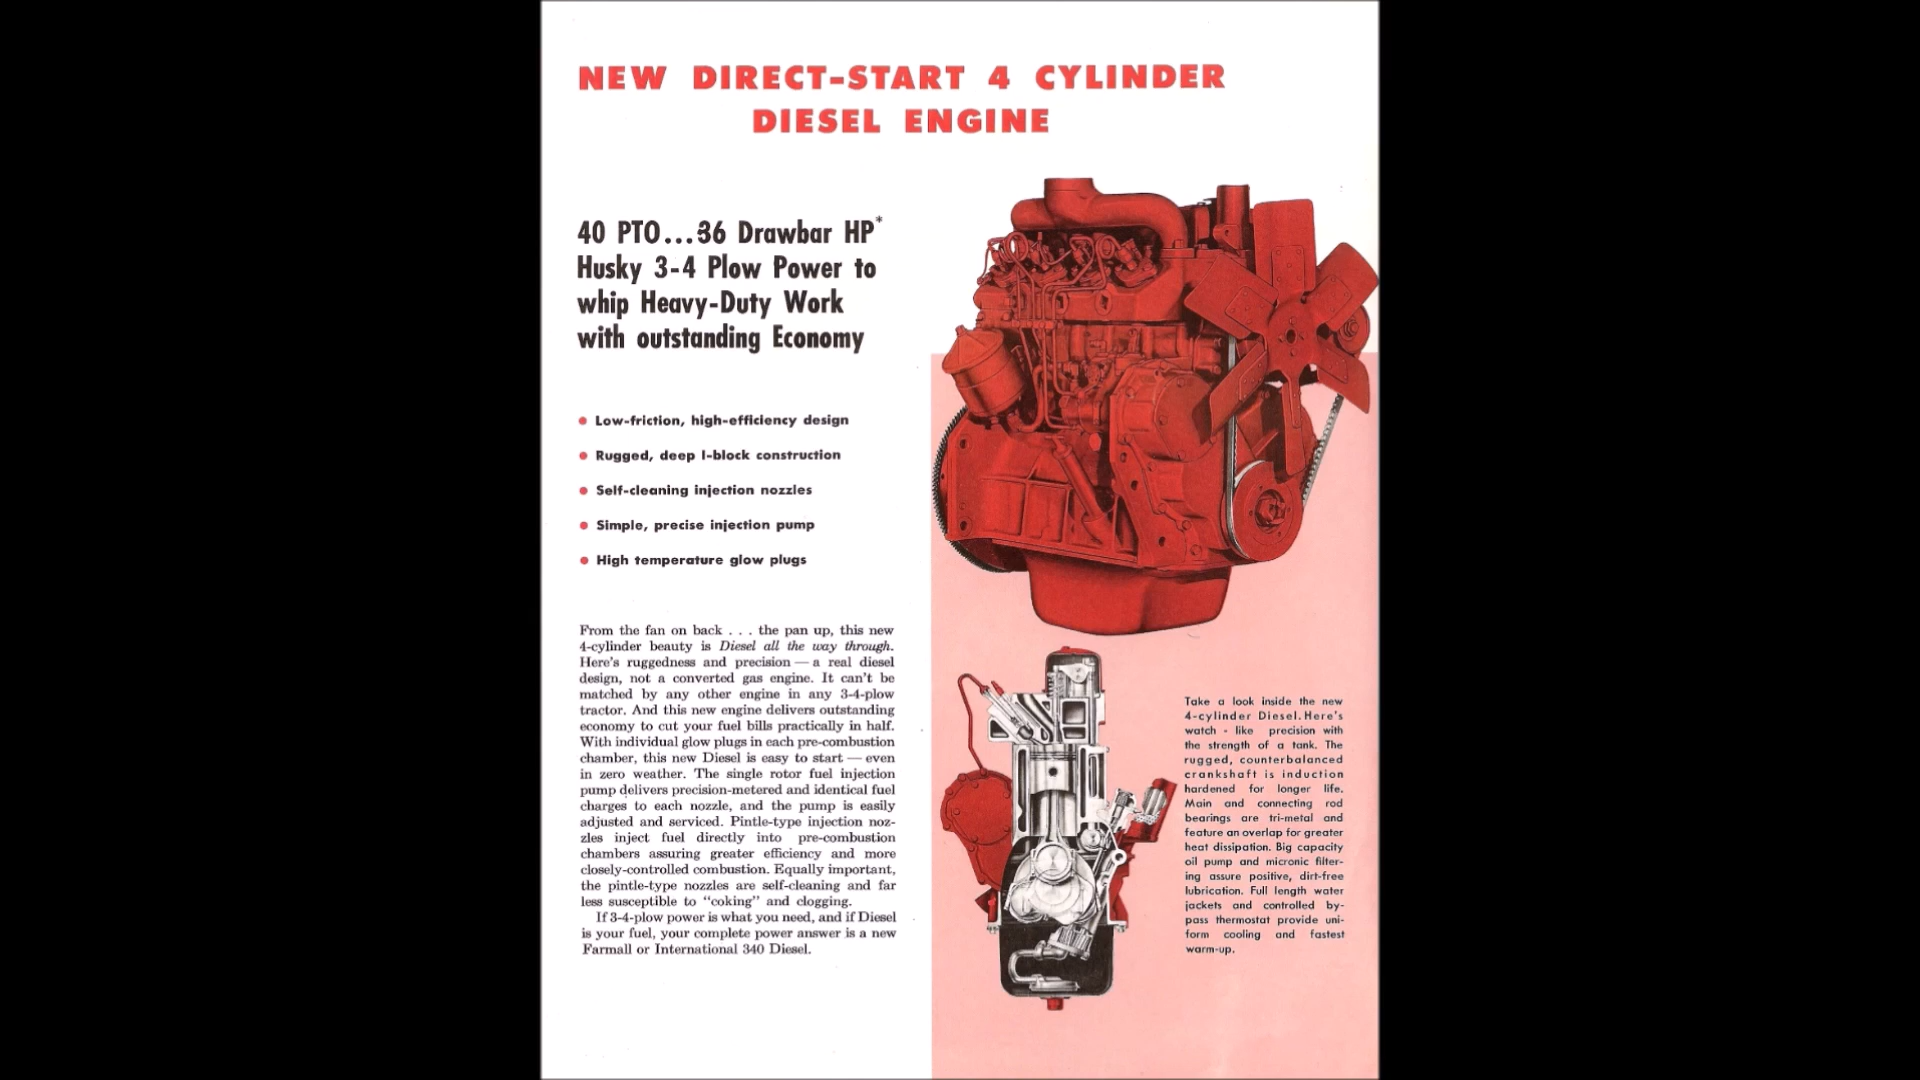 NEW DIRECT-START 4 CYLINDER
DIESEL ENGINE
40 PTO...36 Drawbar HP*
Husky 3-4 Plow Power to
whip Heavy-Duty Work
with outstanding Economy
● Low-friction, high-efficiency design
● Rugged, deep I-block construction
● Self-cleaning injection nozzles
● Simple, precise injection pump
● High temperature glow plugs
From the fan on back . . . the pan up, this new
4-cylinder beauty is Diesel all the way through.
Here's ruggedness and precision — a real diesel
design, not a converted gas engine. It can't be
matched by any other engine in any 3-4-plow
tractor. And this new engine delivers outstanding
economy to cut your fuel bills practically in half.
With individual glow plugs in each pre-combustion
chamber, this new Diesel is easy to start — even
in zero weather. The single rotor fuel injection
pump delivers precision-metered and identical fuel
charges to each nozzle, and the pump is easily
adjusted and serviced. Pintle-type injection noz-
zles inject fuel directly into pre-combustion
chambers assuring greater efficiency and more
closely-controlled combustion. Equally important,
the pintle-type nozzles are self-cleaning and far
less susceptible to "coking" and clogging.
If 3-4-plow power is what you need, and if Diesel
is your fuel, your complete power answer is a new
Farmall or International 340 Diesel.
Take a look inside the new
4-cylinder Diesel. Here's
watch - like precision with
the strength of a tank. The
rugged, counterbalanced
crankshaft is induction
hardened for longer life.
Main and connecting rod
bearings are tri-metal and
feature an overlap for greater
heat dissipation. Big capacity
oil pump and micronic filter-
ing assure positive, dirt-free
lubrication. Full length water
jackets and controlled by-
pass thermostat provide uni-
form cooling and fastest
warm-up.